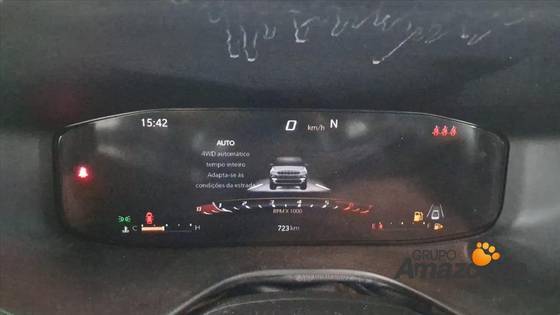 15:42
0 km/h N
AUTO
4WD automático
tempo inteiro
Adapta-se às
condições da estrada
RPM X 1000
C H
723 km
GRUPO